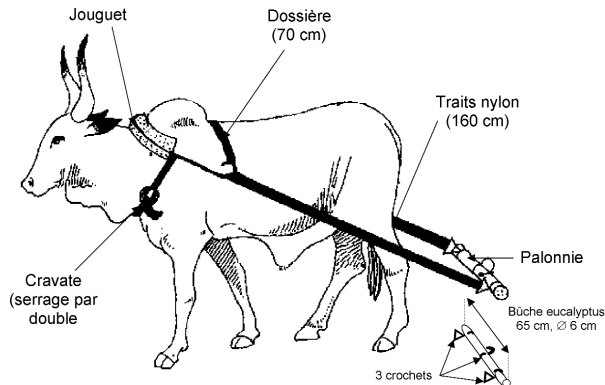 Jouguet
Dossière
(70 cm)
Traits nylon
(160 cm)
Palonnie
Cravate
(serrage par
double
Bûche eucalyptus
65 cm, ∅ 6 cm
3 crochets